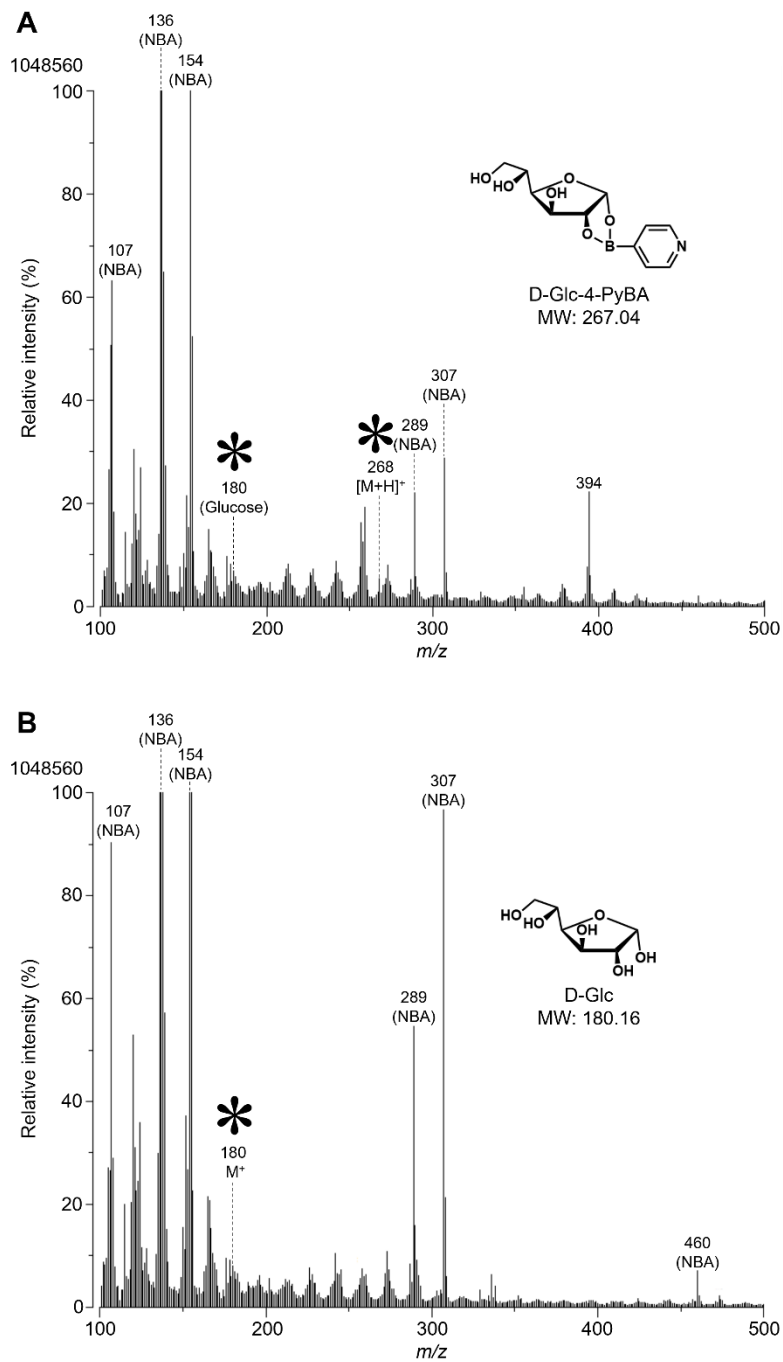 A
136
(NBA)
154
(NBA)
1048560
100
80
60
40
20
0
Relative intensity (%)
107
(NBA)
180
(Glucose)
268
[M+H]⁺
289
(NBA)
307
(NBA)
394
HO
HO
HO
OH
O
O
O
B
N
D-Glc-4-PyBA
MW: 267.04
100
200
300
400
500
m/z
B
136
(NBA)
154
(NBA)
1048560
100
80
60
40
20
0
Relative intensity (%)
107
(NBA)
180
M⁺
289
(NBA)
307
(NBA)
460
(NBA)
HO
HO
HO
OH
O
OH
OH
D-Glc
MW: 180.16
100
200
300
400
500
m/z